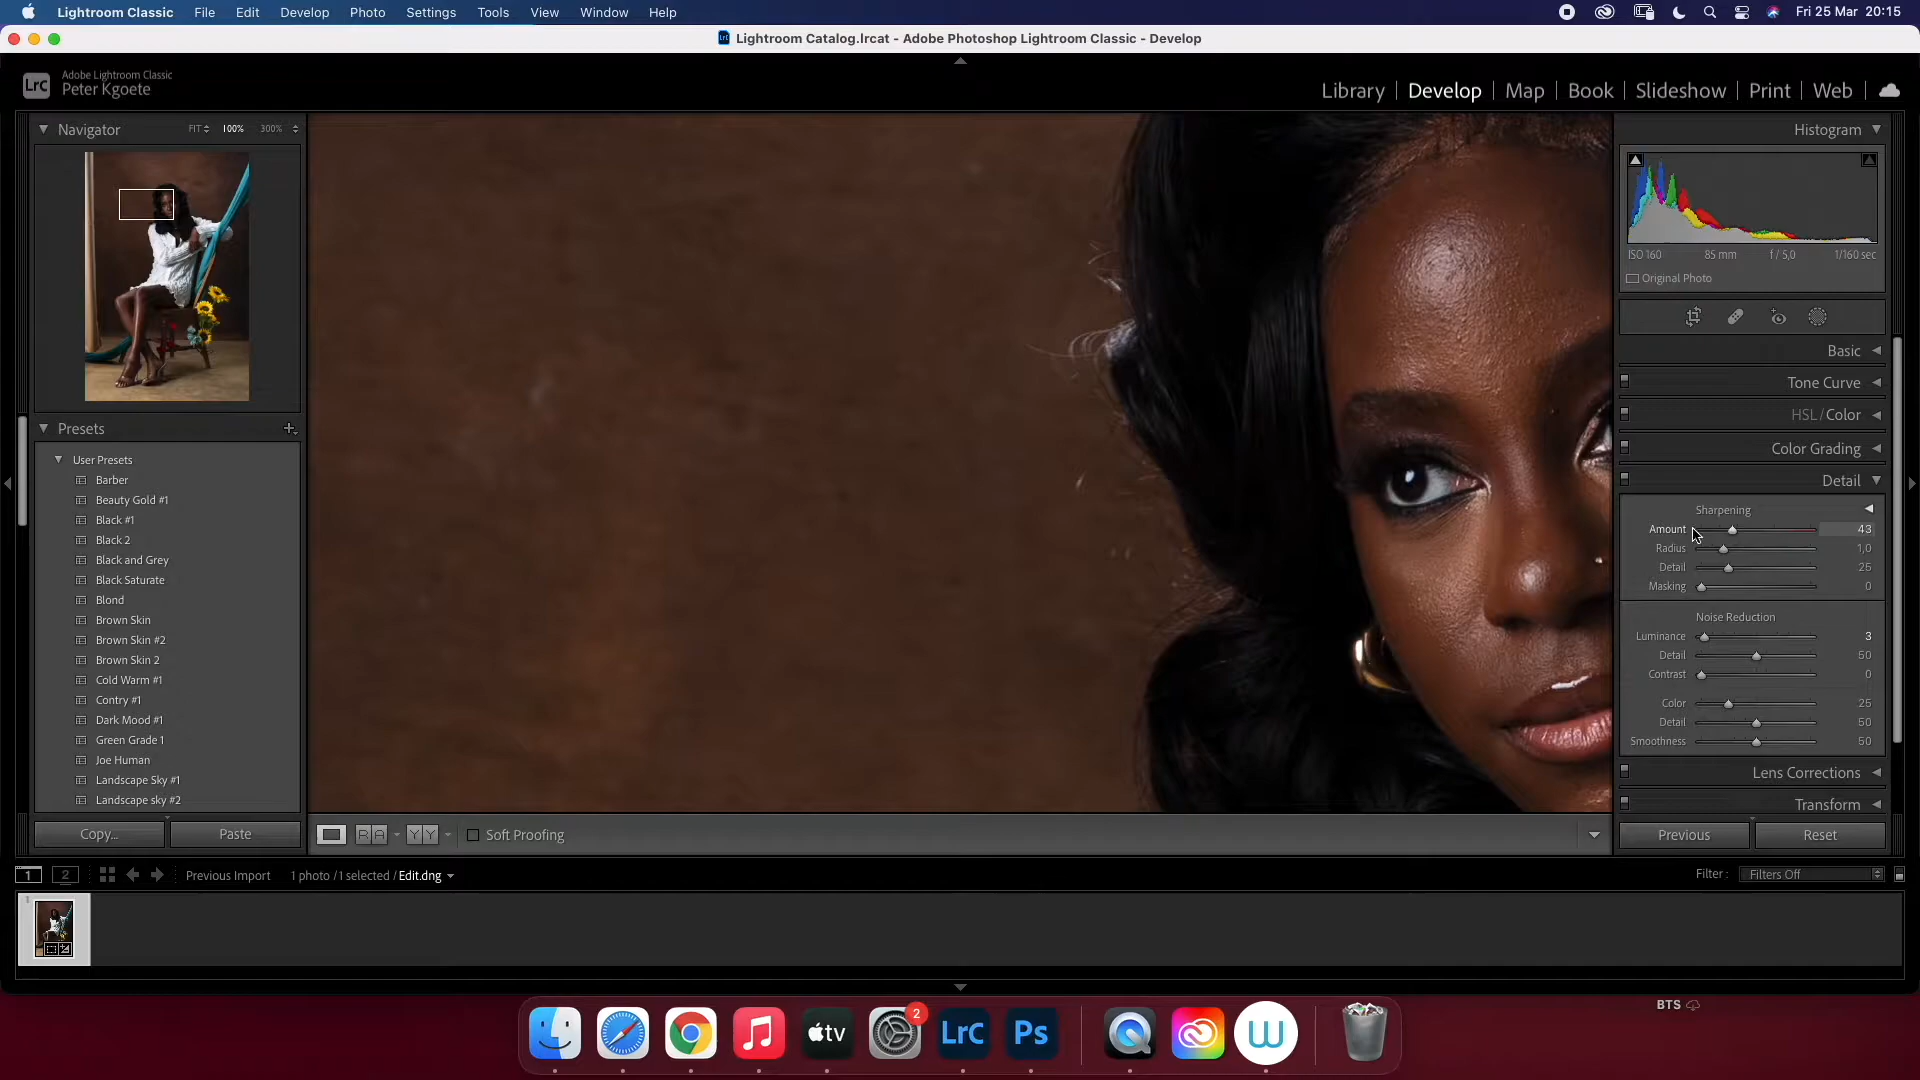 Lightroom Classic File Edit Develop Photo Settings Tools View Window Help Fri 25 Mar 20:15
Lightroom Catalog.lrcat - Adobe Photoshop Lightroom Classic - Develop
LrC Adobe Lightroom Classic
Peter Kgoete
Library Develop Map Book Slideshow Print Web
Navigator FIT 100% 300%
Histogram
ISO 160 85 mm f / 5,0 1/160 sec
Original Photo
Basic
Tone Curve
HSL / Color
Color Grading
Detail
Sharpening
Amount 43
Radius 1,0
Detail 25
Masking 0
Noise Reduction
Luminance 3
Detail 50
Contrast 0
Color 25
Detail 50
Smoothness 50
Lens Corrections
Transform
Previous Reset
Presets
User Presets
Barber
Beauty Gold #1
Black #1
Black 2
Black and Grey
Black Saturate
Blond
Brown Skin
Brown Skin #2
Brown Skin 2
Cold Warm #1
Contry #1
Dark Mood #1
Green Grade 1
Joe Human
Landscape Sky #1
Landscape sky #2
Copy... Paste
R A Y Y Soft Proofing
1 2 Previous Import 1 photo / 1 selected / Edit.dng Filter : Filters Off
1
BTS
2
tv LrC Ps W